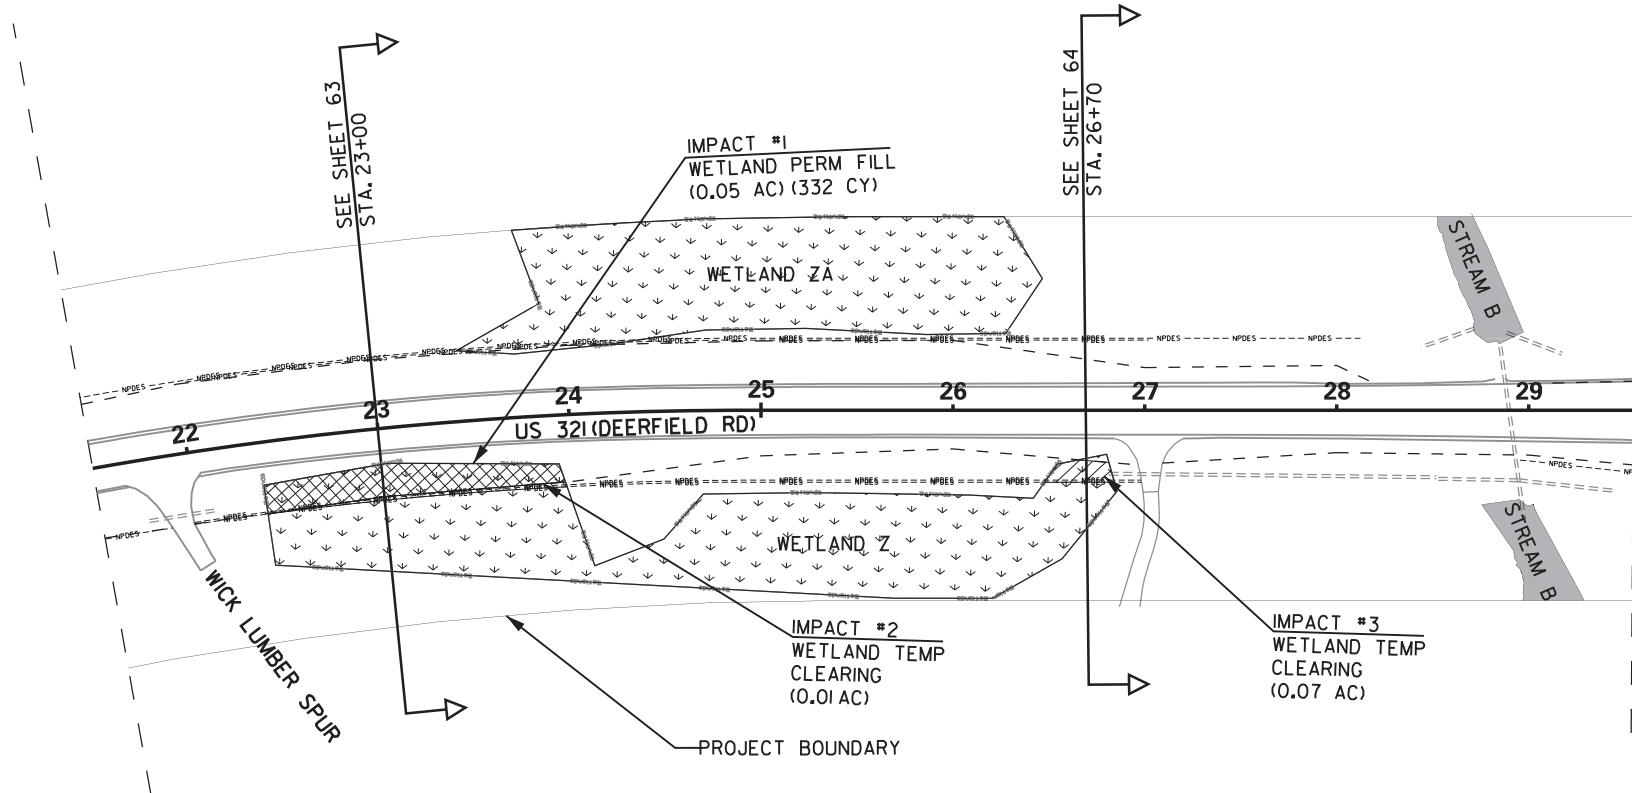 SEE SHEET 63
STA. 23+00
IMPACT #1
WETLAND PERM FILL
(0.05 AC) (332 CY)
SEE SHEET 64
STA. 26+70
WETLAND ZA
STREAM B
NPDES
22
23
24
25
26
27
28
29
US 321 (DEERFIELD RD)
NPDES
WETLAND Z
STREAM B
WICK LUMBER SPUR
IMPACT #2
WETLAND TEMP
CLEARING
(0.01 AC)
IMPACT #3
WETLAND TEMP
CLEARING
(0.07 AC)
PROJECT BOUNDARY